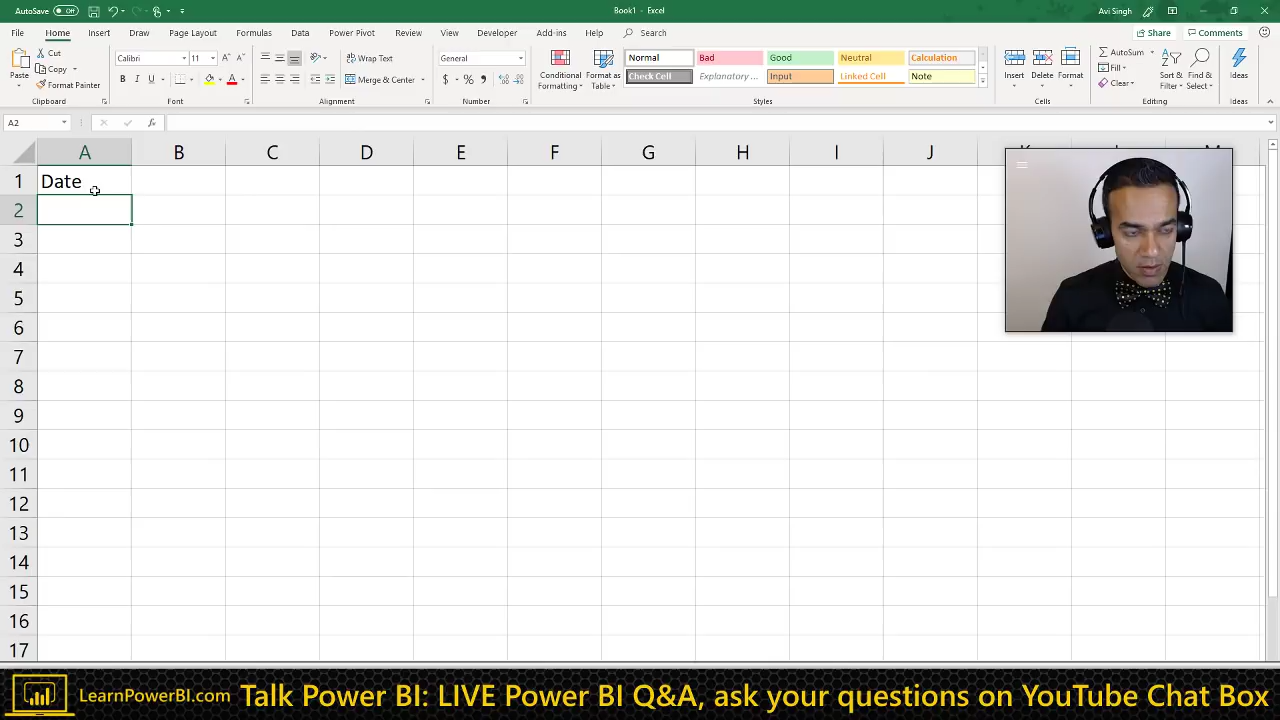 AutoSave Off Book1 - Excel Avi Singh
File Home Insert Draw Page Layout Formulas Data Review View Developer Add-ins Help Power Pivot Search Share Comments
Cut
Copy
Format Painter
Paste
Clipboard
Calibri 11
B I U
Font
Wrap Text
Merge & Center
Alignment
General
$ % ,
Number
Conditional Formatting
Format as Table
Normal Bad Good Neutral Calculation
Check Cell Explanatory ... Input Linked Cell Note
Styles
Insert Delete Format
Cells
AutoSum
Fill
Clear
Sort & Filter
Find & Select
Editing
Ideas
Ideas
A2 fx
A B C D E F G H I J K L M
1 Date
2
3
4
5
6
7
8
9
10
11
12
13
14
15
16
17
LearnPowerBI.com Talk Power BI: LIVE Power BI Q&A, ask your questions on YouTube Chat Box